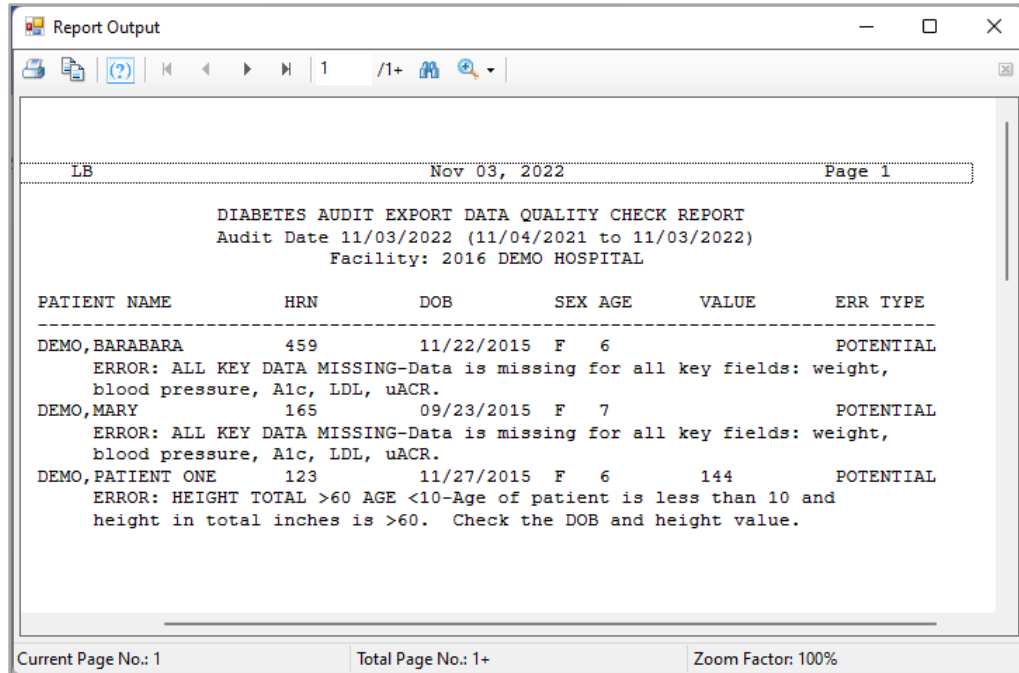 Report Output
(?) 1 /1+
LB Nov 03, 2022 Page 1
DIABETES AUDIT EXPORT DATA QUALITY CHECK REPORT
Audit Date 11/03/2022 (11/04/2021 to 11/03/2022)
Facility: 2016 DEMO HOSPITAL
PATIENT NAME HRN DOB SEX AGE VALUE ERR TYPE
--------------------------------------------------------------------------------
DEMO,BARABARA 459 11/22/2015 F 6 POTENTIAL
ERROR: ALL KEY DATA MISSING-Data is missing for all key fields: weight,
blood pressure, A1c, LDL, uACR.
DEMO,MARY 165 09/23/2015 F 7 POTENTIAL
ERROR: ALL KEY DATA MISSING-Data is missing for all key fields: weight,
blood pressure, A1c, LDL, uACR.
DEMO,PATIENT ONE 123 11/27/2015 F 6 144 POTENTIAL
ERROR: HEIGHT TOTAL >60 AGE <10-Age of patient is less than 10 and
height in total inches is >60. Check the DOB and height value.
Current Page No.: 1 Total Page No.: 1+ Zoom Factor: 100%